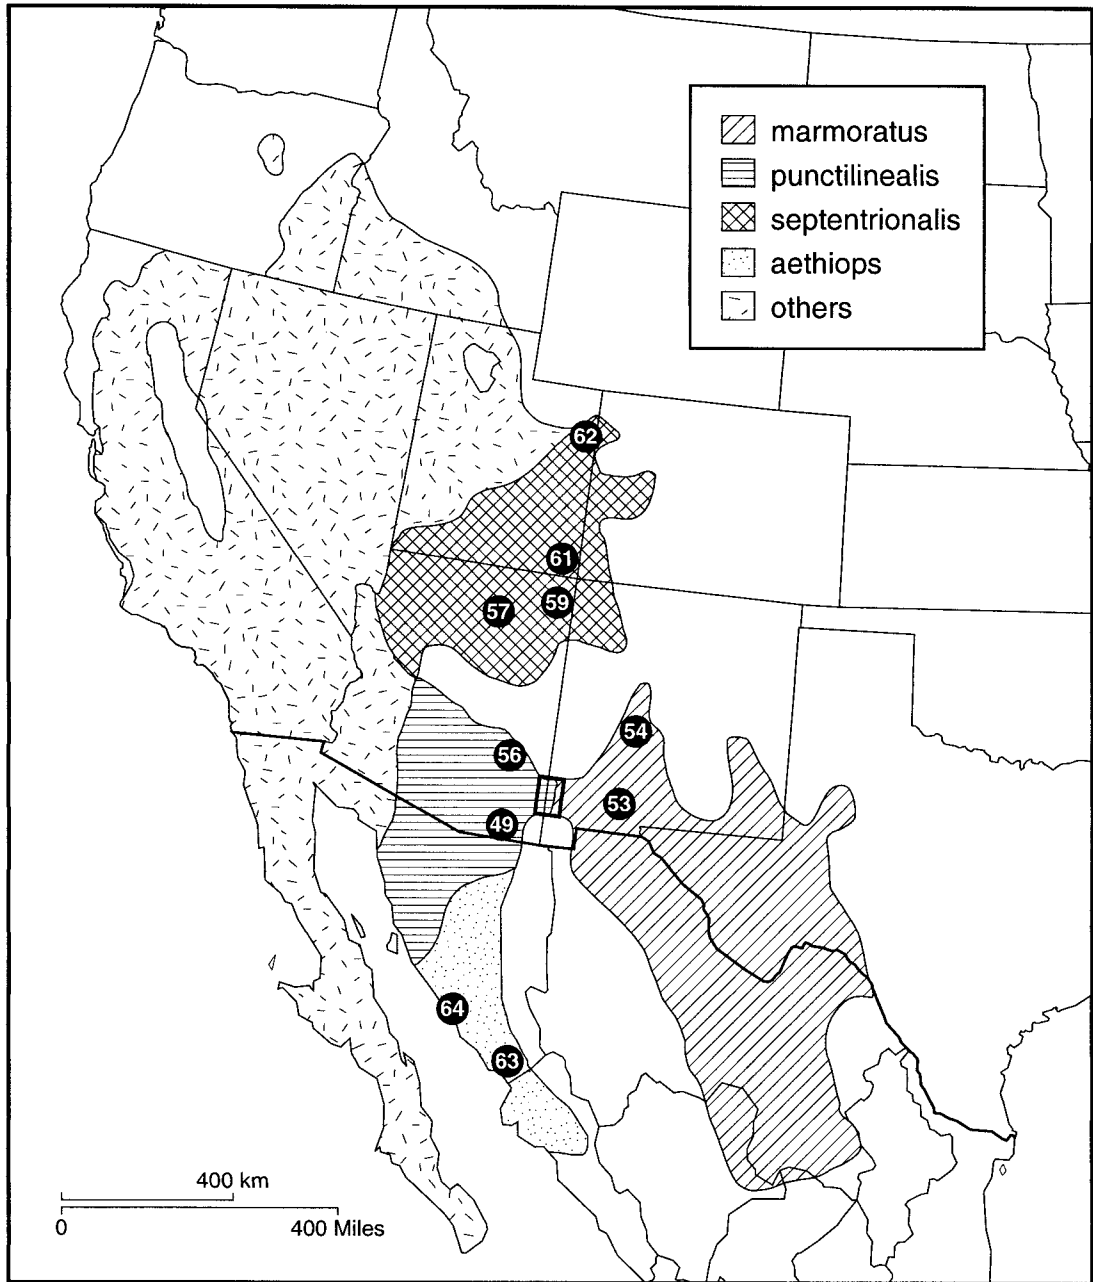 marmoratus
punctilinealis
septentrionalis
aethiops
others
62
61
57
59
54
56
53
49
64
63
400 km
0
400 Miles